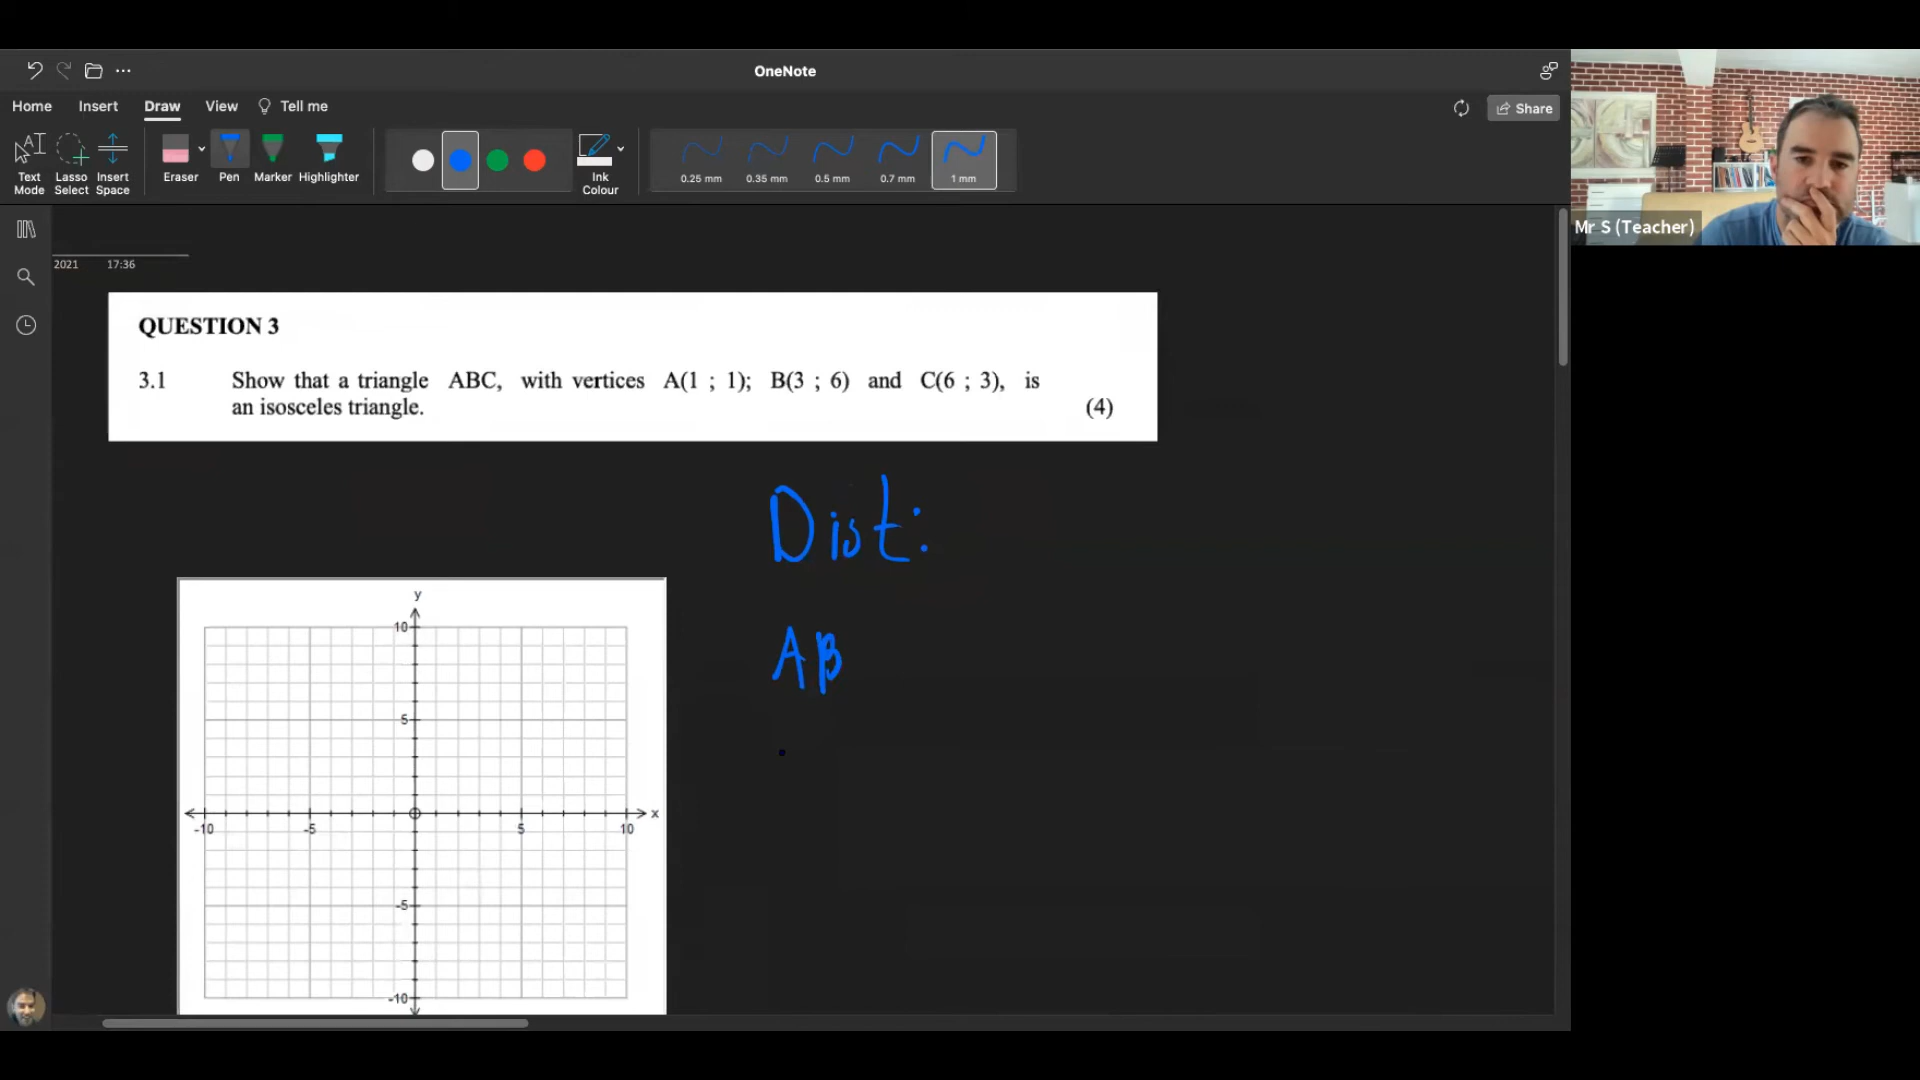 OneNote
Home Insert Draw View Tell me
Share
Text Mode
Lasso Select
Insert Space
Eraser
Pen
Marker
Highlighter
Ink Colour
0.25 mm
0.35 mm
0.5 mm
0.7 mm
1 mm
Mr S (Teacher)
2021 17:36
QUESTION 3
3.1 Show that a triangle ABC, with vertices A(1 ; 1); B(3 ; 6) and C(6 ; 3), is
an isosceles triangle. (4)
Dist:
AB
y
10
5
-10 -5 5 10 x
-5
-10